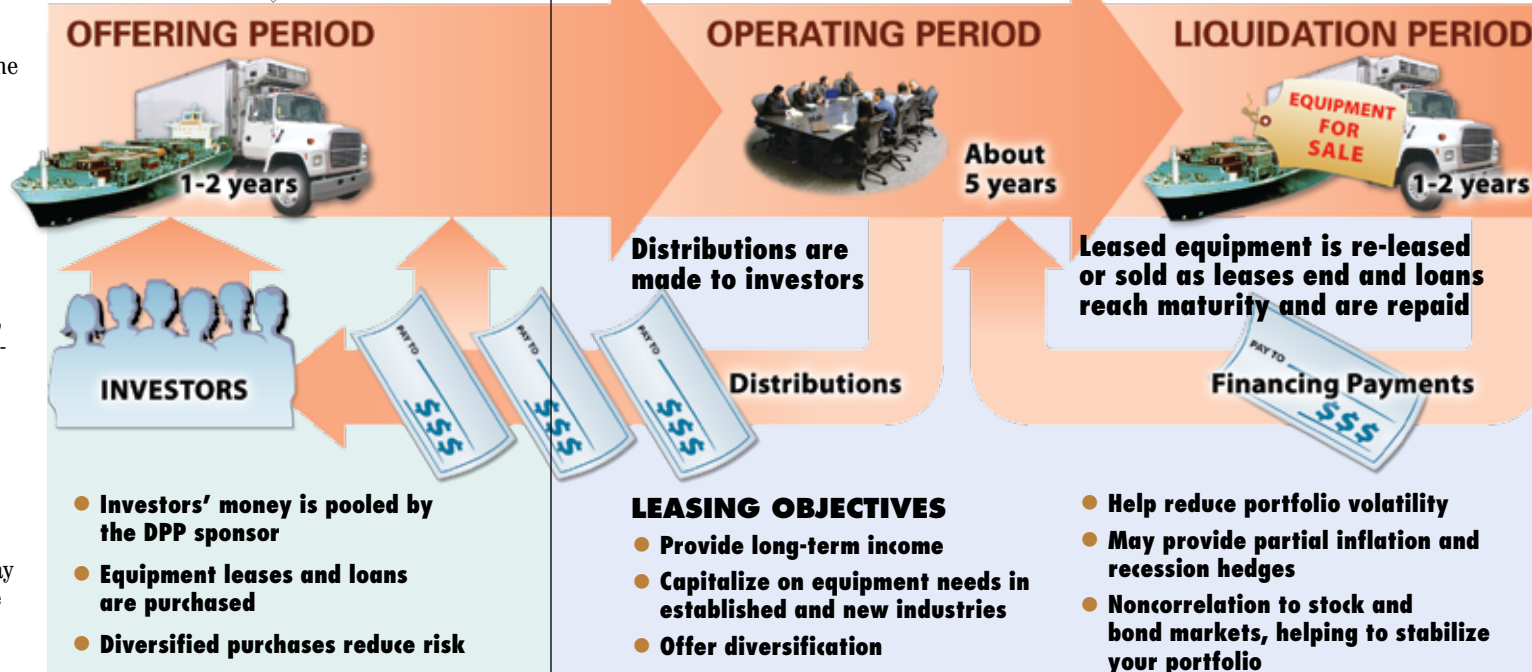 OFFERING PERIOD
1-2 years
INVESTORS
PAY TO
$$$
PAY TO
$$$
PAY TO
$$$
• Investors’ money is pooled by
the DPP sponsor
• Equipment leases and loans
are purchased
• Diversified purchases reduce risk
OPERATING PERIOD
About
5 years
Distributions are
made to investors
Distributions
LEASING OBJECTIVES
• Provide long-term income
• Capitalize on equipment needs in
established and new industries
• Offer diversification
LIQUIDATION PERIOD
EQUIPMENT
FOR
SALE
1-2 years
Leased equipment is re-leased
or sold as leases end and loans
reach maturity and are repaid
PAY TO
Financing Payments
$$$
• Help reduce portfolio volatility
• May provide partial inflation and
recession hedges
• Noncorrelation to stock and
bond markets, helping to stabilize
your portfolio